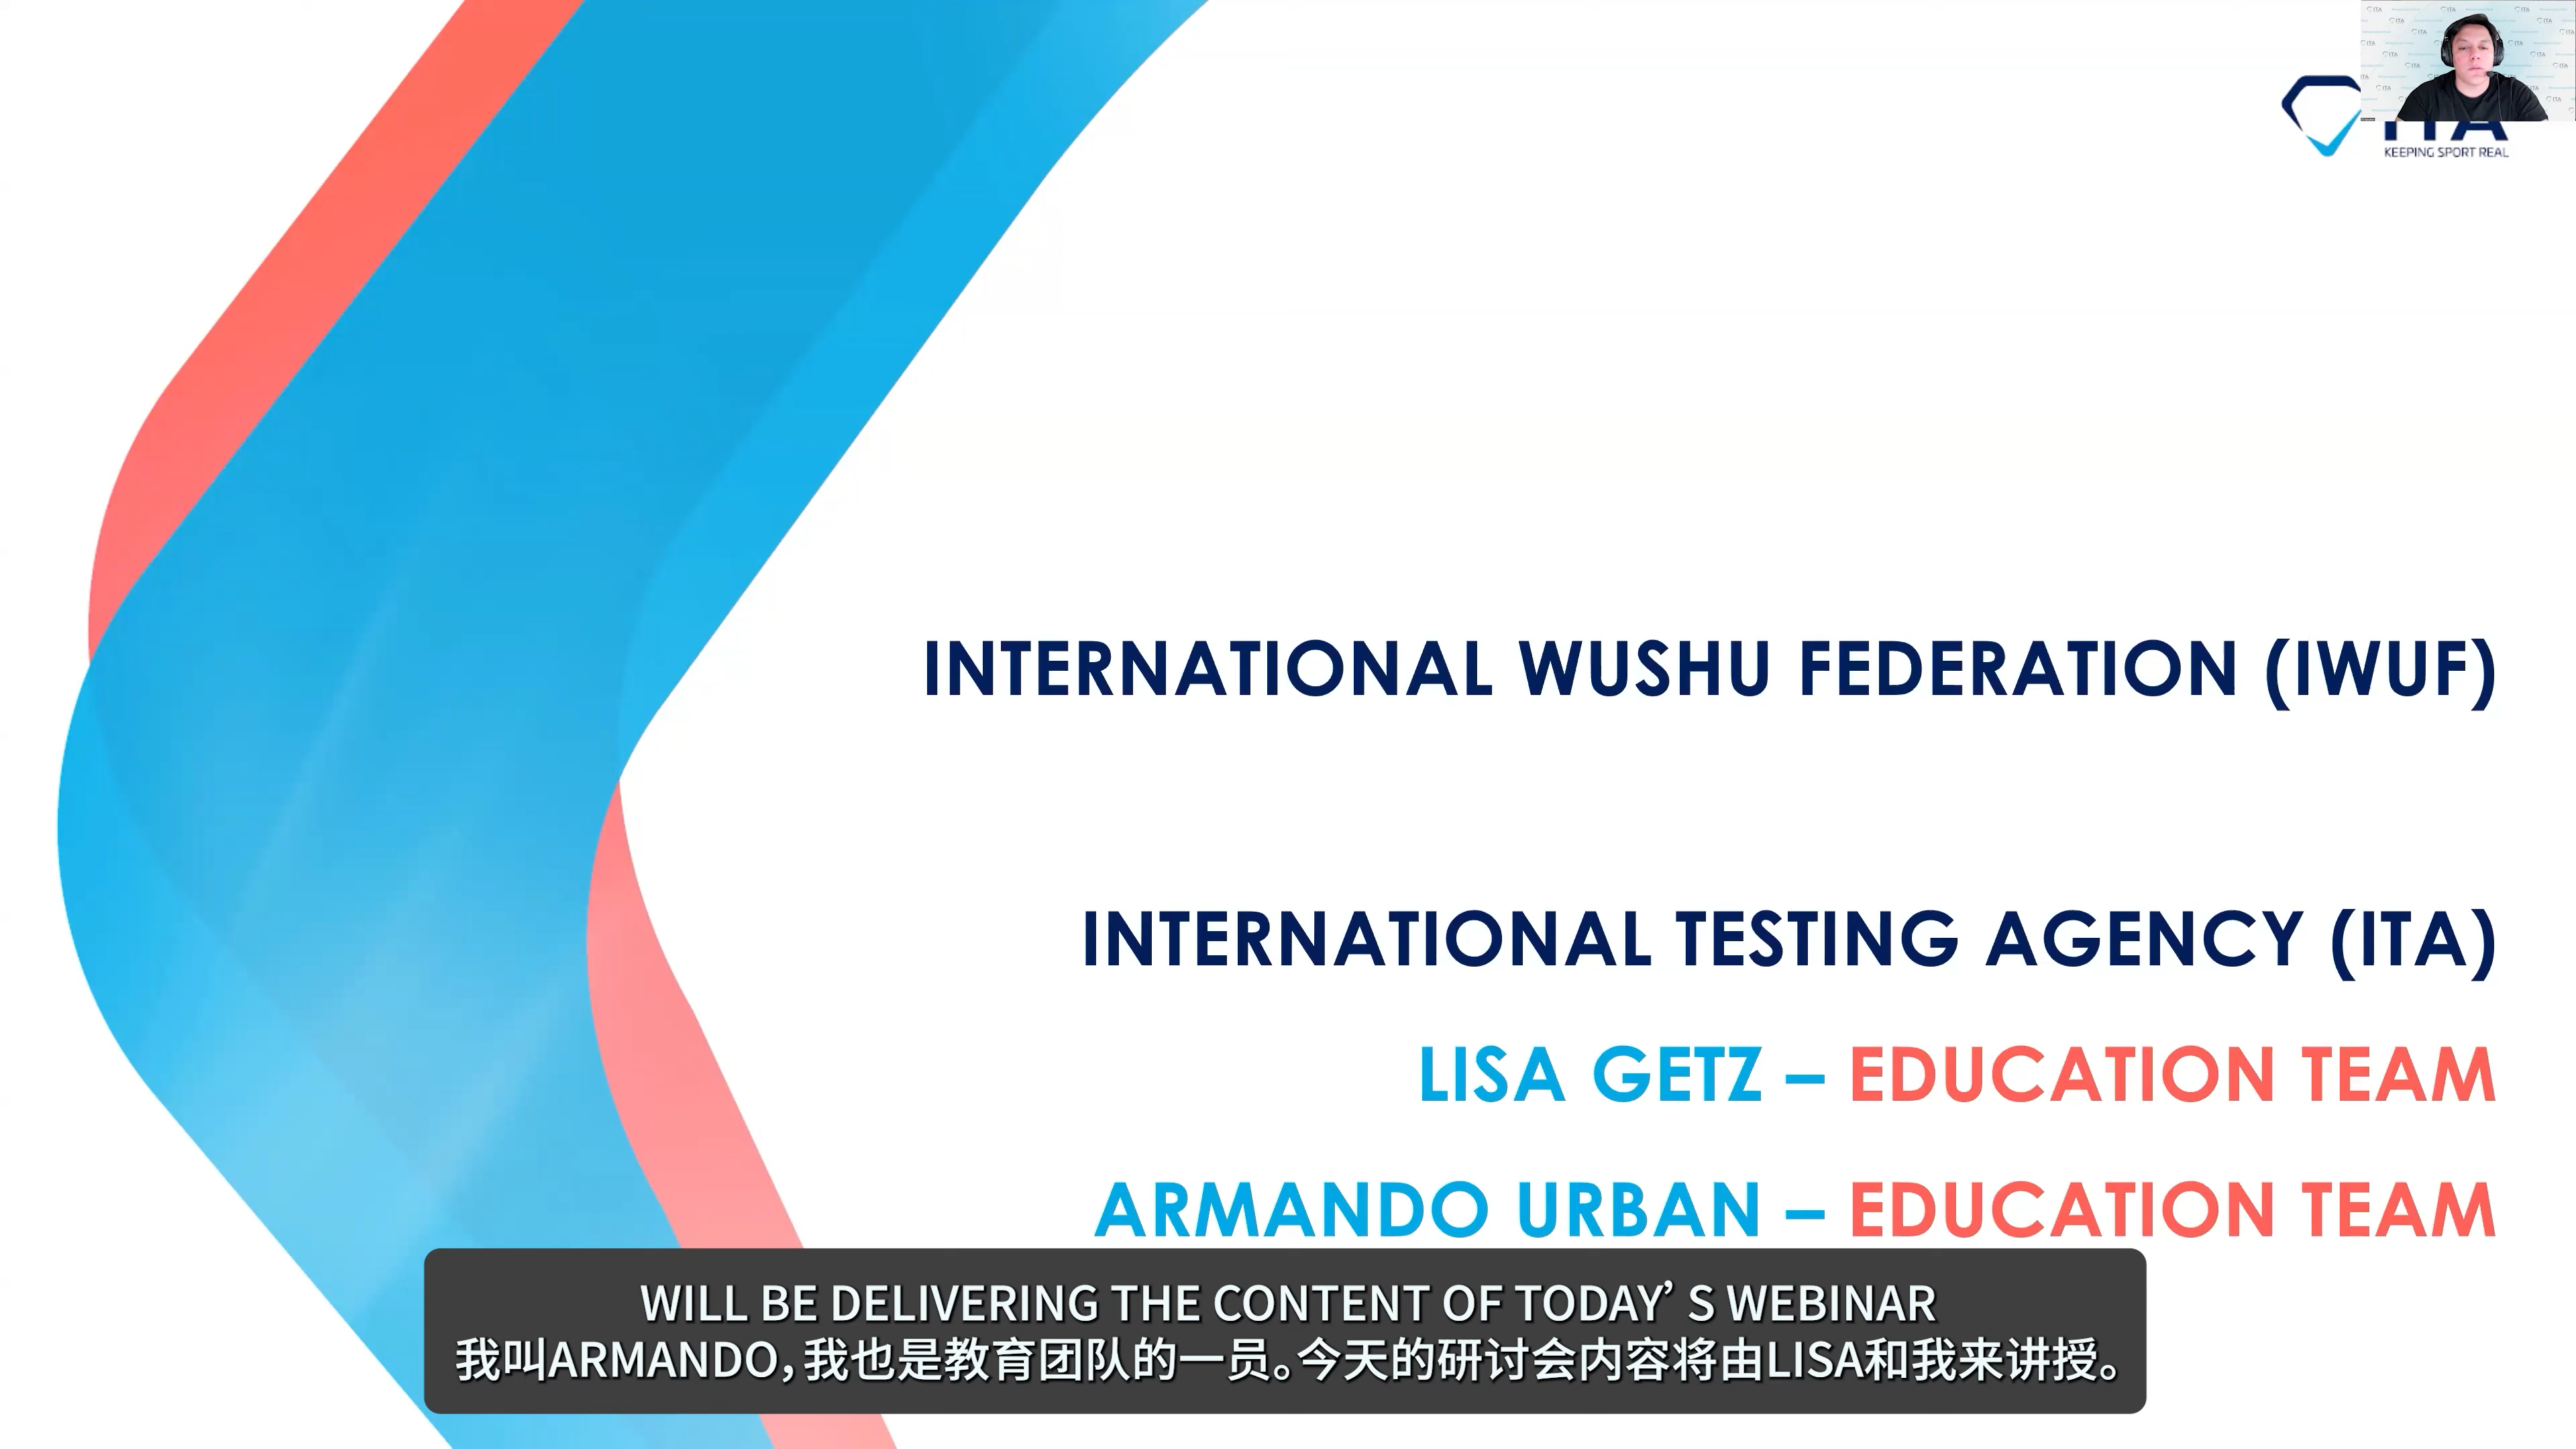 ITA
KEEPING SPORT REAL
INTERNATIONAL WUSHU FEDERATION (IWUF)
INTERNATIONAL TESTING AGENCY (ITA)
LISA GETZ – EDUCATION TEAM
ARMANDO URBAN – EDUCATION TEAM
WILL BE DELIVERING THE CONTENT OF TODAY’S WEBINAR
我叫ARMANDO，我也是教育团队的一员。今天的研讨会内容将由LISA和我来讲授。